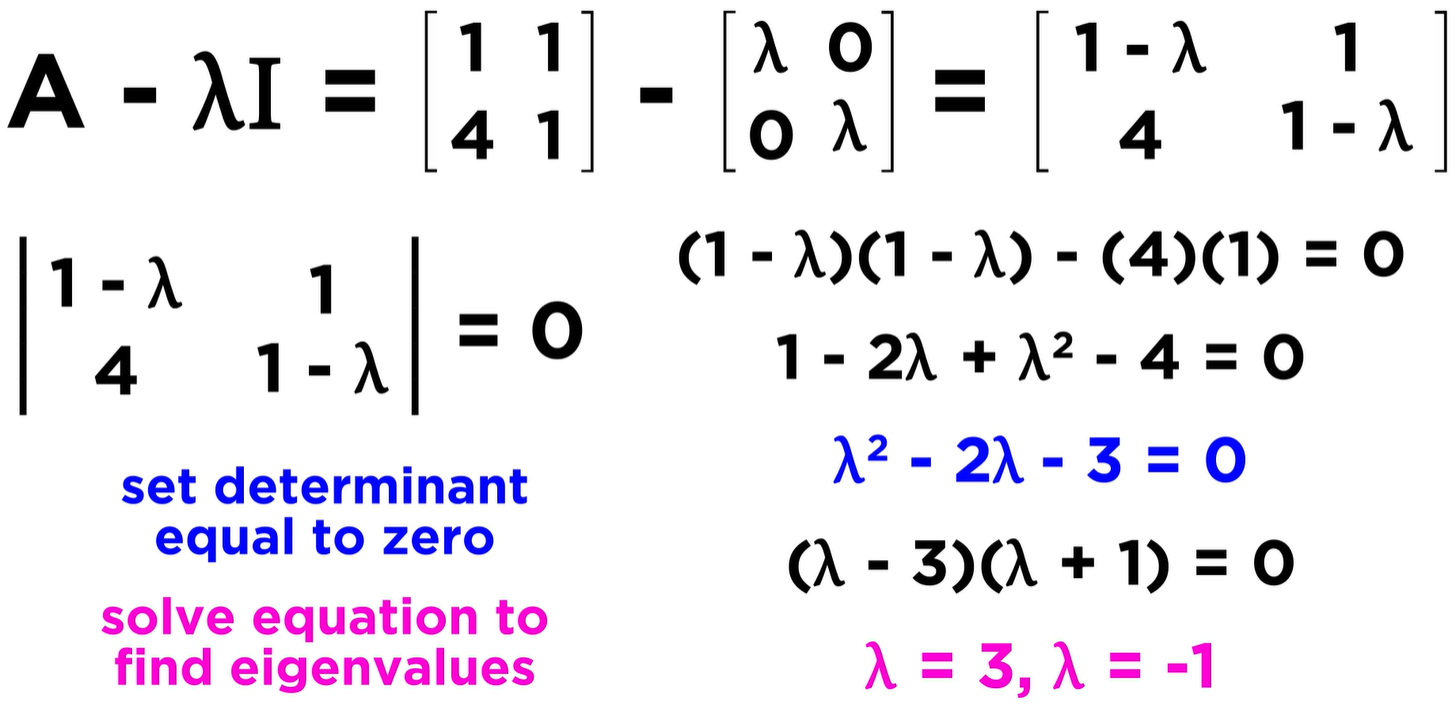 A - λI = [1 1; 4 1] - [λ 0; 0 λ] = [1 - λ 1; 4 1 - λ]
|1 - λ 1; 4 1 - λ| = 0
set determinant
equal to zero
solve equation to
find eigenvalues
(1 - λ)(1 - λ) - (4)(1) = 0
1 - 2λ + λ² - 4 = 0
λ² - 2λ - 3 = 0
(λ - 3)(λ + 1) = 0
λ = 3, λ = -1